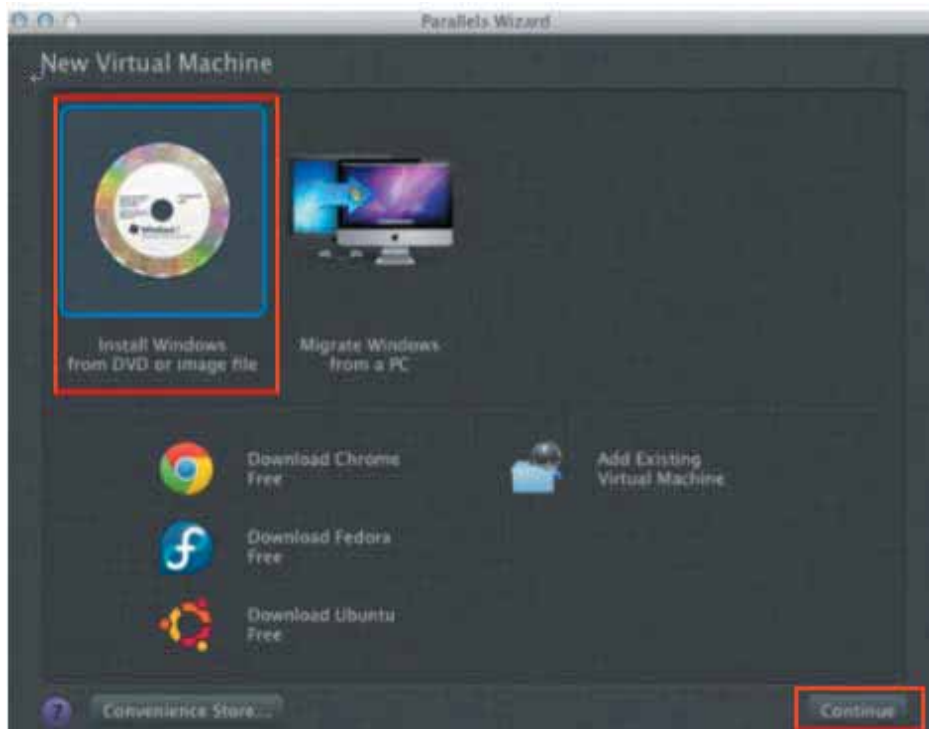 Parallels Wizard
New Virtual Machine
Install Windows
from DVD or image file
Migrate Windows
from a PC
Download Chrome
Free
Add Existing
Virtual Machine
Download Fedora
Free
Download Ubuntu
Free
?
Convenience Store...
Continue